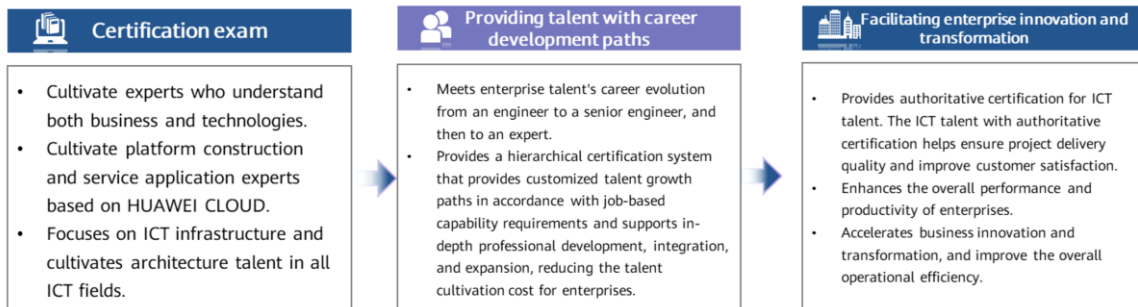 Certification exam
• Cultivate experts who understand
both business and technologies.
• Cultivate platform construction
and service application experts
based on HUAWEI CLOUD.
• Focuses on ICT infrastructure and
cultivates architecture talent in all
ICT fields.
Providing talent with career
development paths
• Meets enterprise talent's career evolution
from an engineer to a senior engineer, and
then to an expert.
• Provides a hierarchical certification system
that provides customized talent growth
paths in accordance with job-based
capability requirements and supports in-
depth professional development, integration,
and expansion, reducing the talent
cultivation cost for enterprises.
Facilitating enterprise innovation and
transformation
• Provides authoritative certification for ICT
talent. The ICT talent with authoritative
certification helps ensure project delivery
quality and improve customer satisfaction.
• Enhances the overall performance and
productivity of enterprises.
• Accelerates business innovation and
transformation, and improve the overall
operational efficiency.